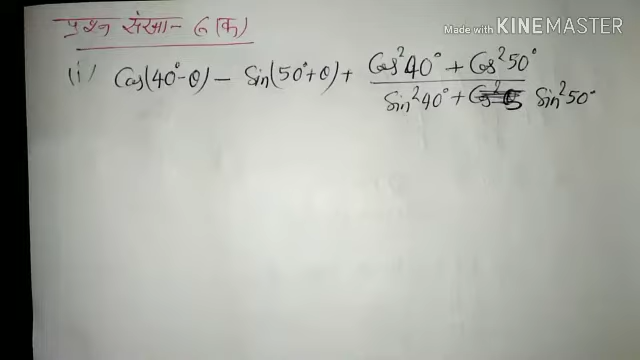 Made with KINEMASTER
प्रश्न संख्या - 6 (क)
(i) Cos(40°-θ) - Sin(50°+θ) + Cos²40° + Cos²50°
Sin²40° + Sin²50°